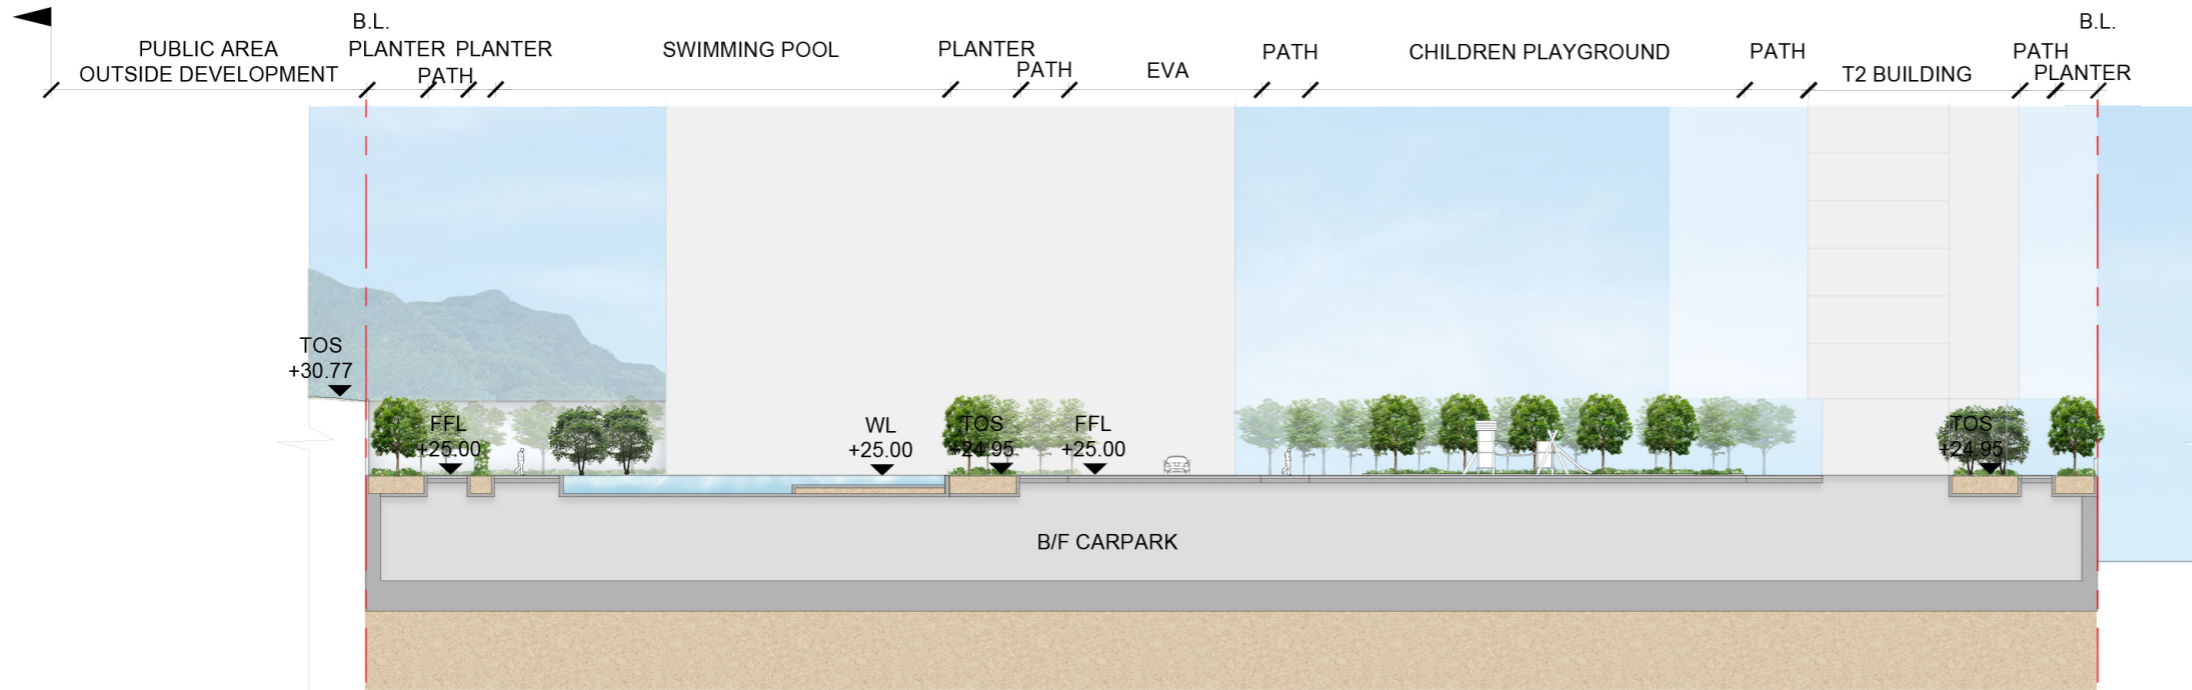 B.L.
B.L.
PUBLIC AREA
OUTSIDE DEVELOPMENT
PLANTER
PATH
PLANTER
SWIMMING POOL
PLANTER
PATH
EVA
PATH
CHILDREN PLAYGROUND
PATH
T2 BUILDING
PATH
PLANTER
TOS
+30.77
FFL
+25.00
WL
+25.00
TOS
+24.95
FFL
+25.00
TOS
+24.95
B/F CARPARK